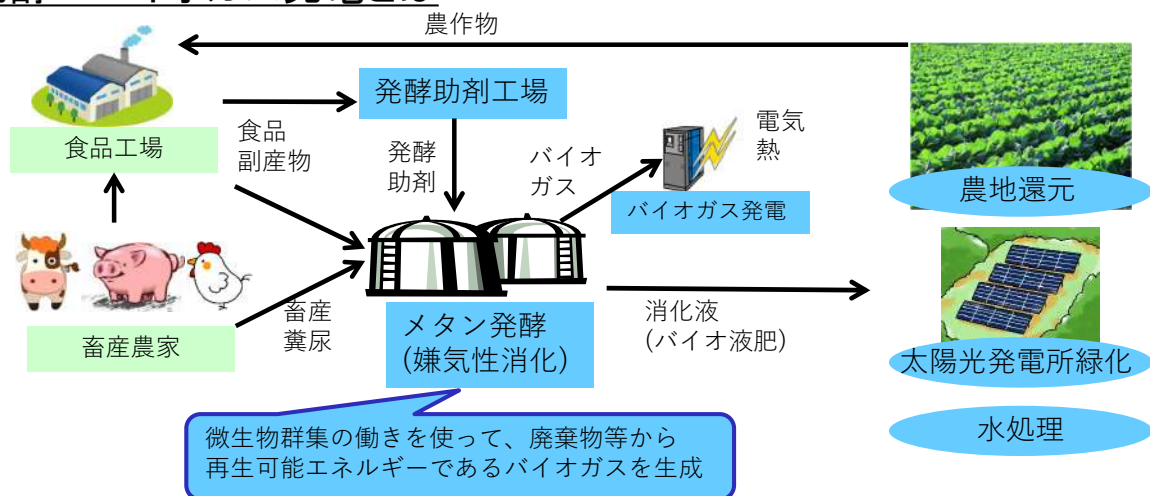 農作物
発酵助剤工場
食品工場
食品
副産物
発酵
助剤
バイオ
ガス
電気
熱
バイオガス発電
農地還元
畜産農家
畜産
糞尿
メタン発酵
(嫌気性消化)
消化液
(バイオ液肥)
太陽光発電所緑化
水処理
微生物群集の働きを使って、廃棄物等から
再生可能エネルギーであるバイオガスを生成